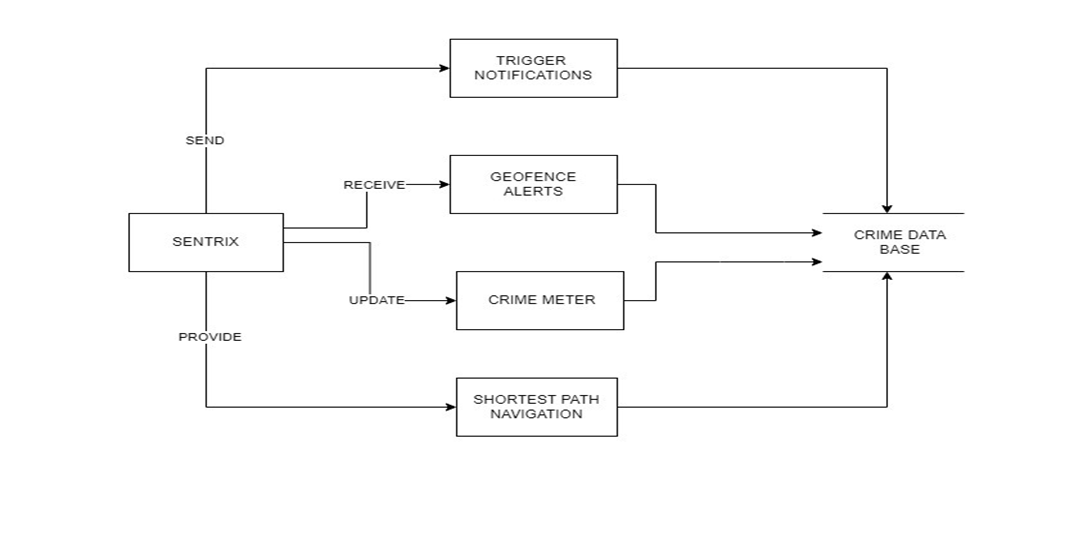 TRIGGER
NOTIFICATIONS
SEND
GEOFENCE
ALERTS
RECEIVE
SENTRIX
CRIME DATA
BASE
UPDATE
CRIME METER
PROVIDE
SHORTEST PATH
NAVIGATION